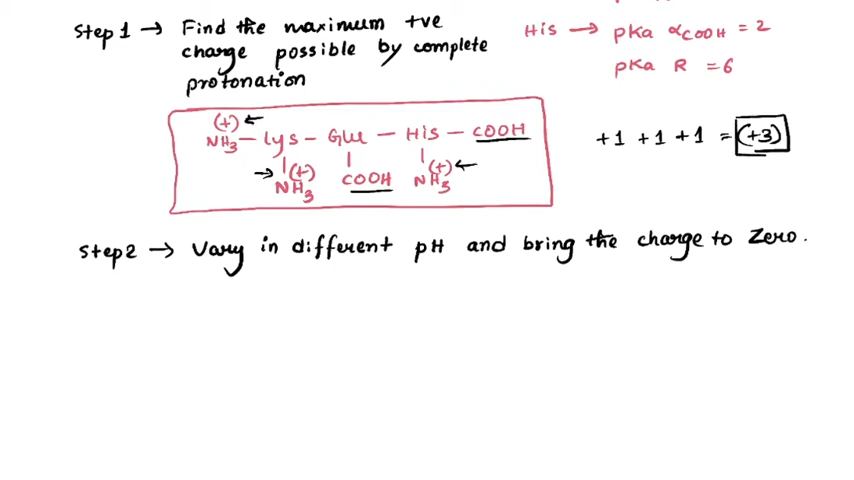 Step 1 → Find the maximum +ve
charge possible by complete
protonation
His → pKa αCOOH = 2
pKa R = 6
(+) ←
NH3 – Lys – Glu – His – COOH
→ (+) NH3 COOH (+) NH3 ←
+1 +1 +1 = (+3)
Step 2 → Vary in different pH and bring the charge to Zero.